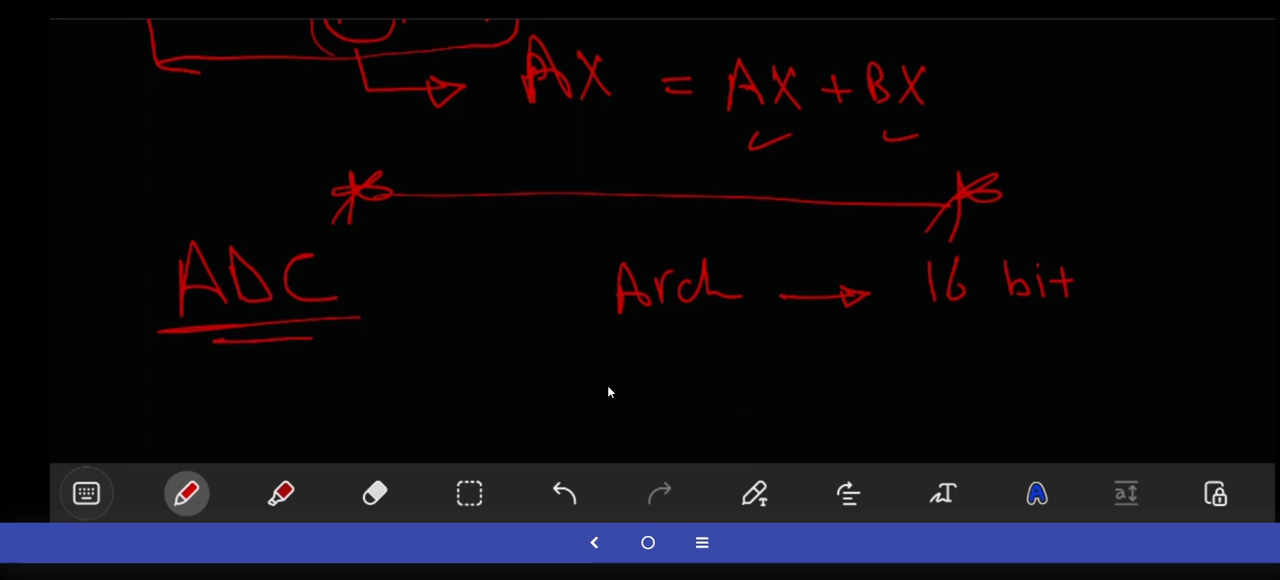 AX = AX + BX
ADC Arch → 16 bit